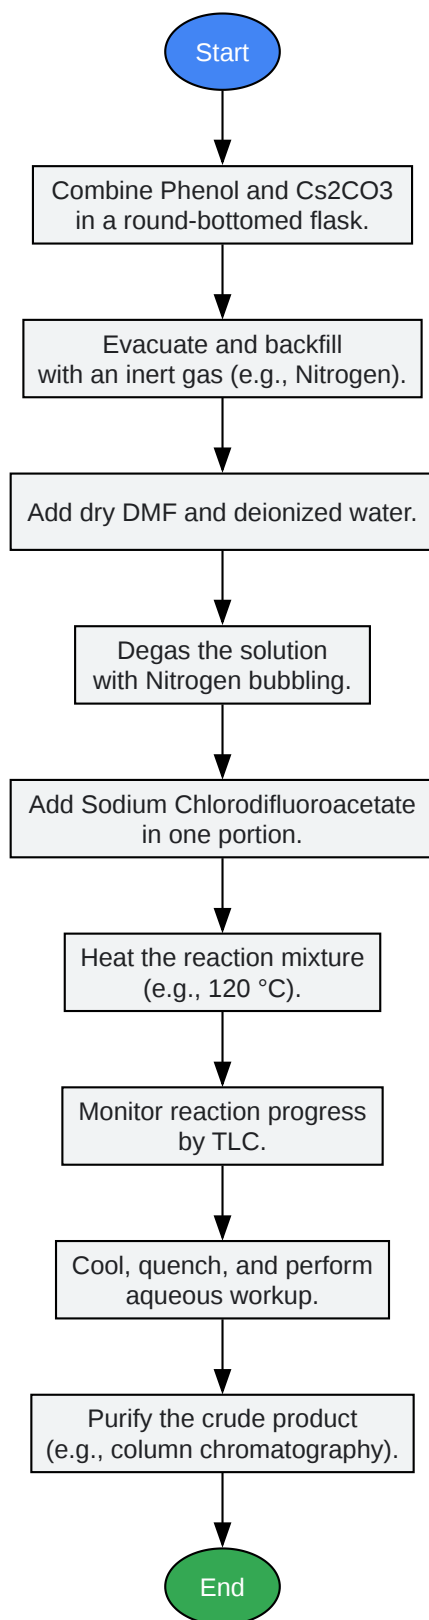 Start
Combine Phenol and Cs2CO3
in a round-bottomed flask.
Evacuate and backfill
with an inert gas (e.g., Nitrogen).
Add dry DMF and deionized water.
Degas the solution
with Nitrogen bubbling.
Add Sodium Chlorodifluoroacetate
in one portion.
Heat the reaction mixture
(e.g., 120 °C).
Monitor reaction progress
by TLC.
Cool, quench, and perform
aqueous workup.
Purify the crude product
(e.g., column chromatography).
End